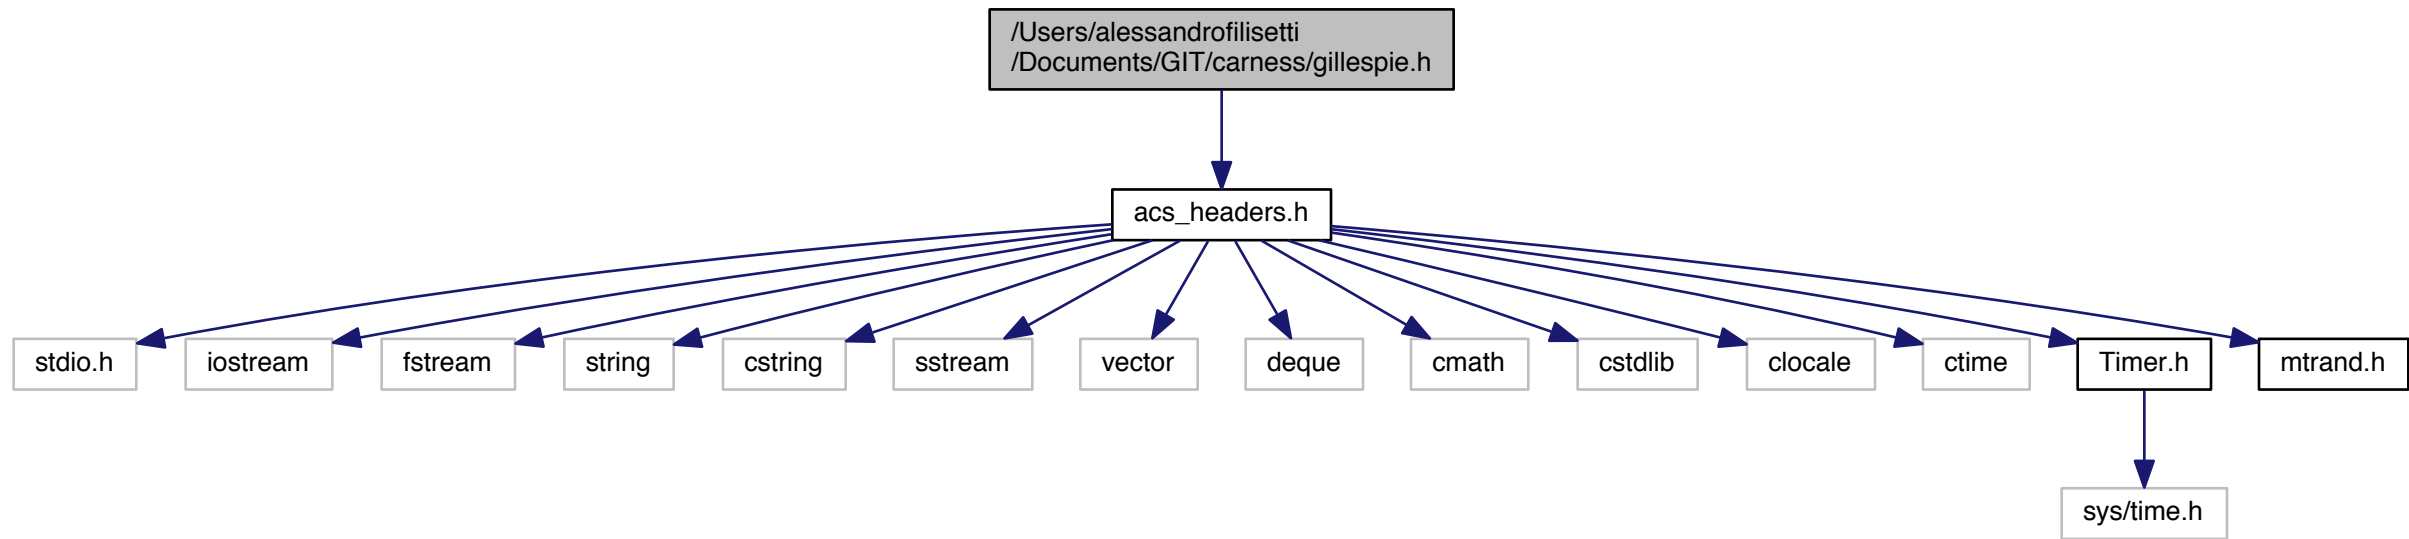 /Users/alessandrofilisetti
/Documents/GIT/carness/gillespie.h
acs_headers.h
stdio.h
iostream
fstream
string
cstring
sstream
vector
deque
cmath
cstdlib
clocale
ctime
Timer.h
mtrand.h
sys/time.h